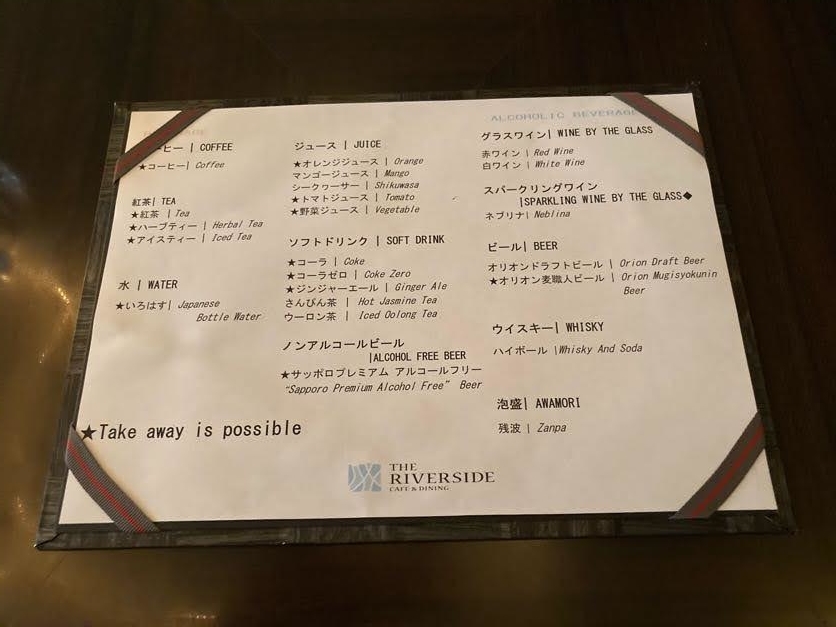 ーヒー | COFFEE
★コーヒー| Coffee
紅茶| TEA
★紅茶 | Tea
★ハーブティー | Herbal Tea
★アイスティー | Iced Tea
水 | WATER
★いろはす| Japanese
Bottle Water
★Take away is possible
ジュース | JUICE
★オレンジジュース | Orange
マンゴージュース | Mango
シークヮーサー | Shikuwasa
★トマトジュース | Tomato
★野菜ジュース | Vegetable
ソフトドリンク | SOFT DRINK
★コーラ | Coke
★コーラゼロ | Coke Zero
★ジンジャーエール | Ginger Ale
さんぴん茶 | Hot Jasmine Tea
ウーロン茶 | Iced Oolong Tea
ノンアルコールビール
|ALCOHOL FREE BEER
★サッポロプレミアム アルコールフリー
“Sapporo Premium Alcohol Free” Beer
ALCOHOLIC BEVERAGE
グラスワイン| WINE BY THE GLASS
赤ワイン | Red Wine
白ワイン | White Wine
スパークリングワイン
|SPARKLING WINE BY THE GLASS◆
ネブリナ| Neblina
ビール| BEER
オリオンドラフトビール | Orion Draft Beer
★オリオン麦職人ビール | Orion Mugisyokunin
Beer
ウイスキー| WHISKY
ハイボール |Whisky And Soda
泡盛| AWAMORI
残波 | Zanpa
THE
RIVERSIDE
CAFE & DINING